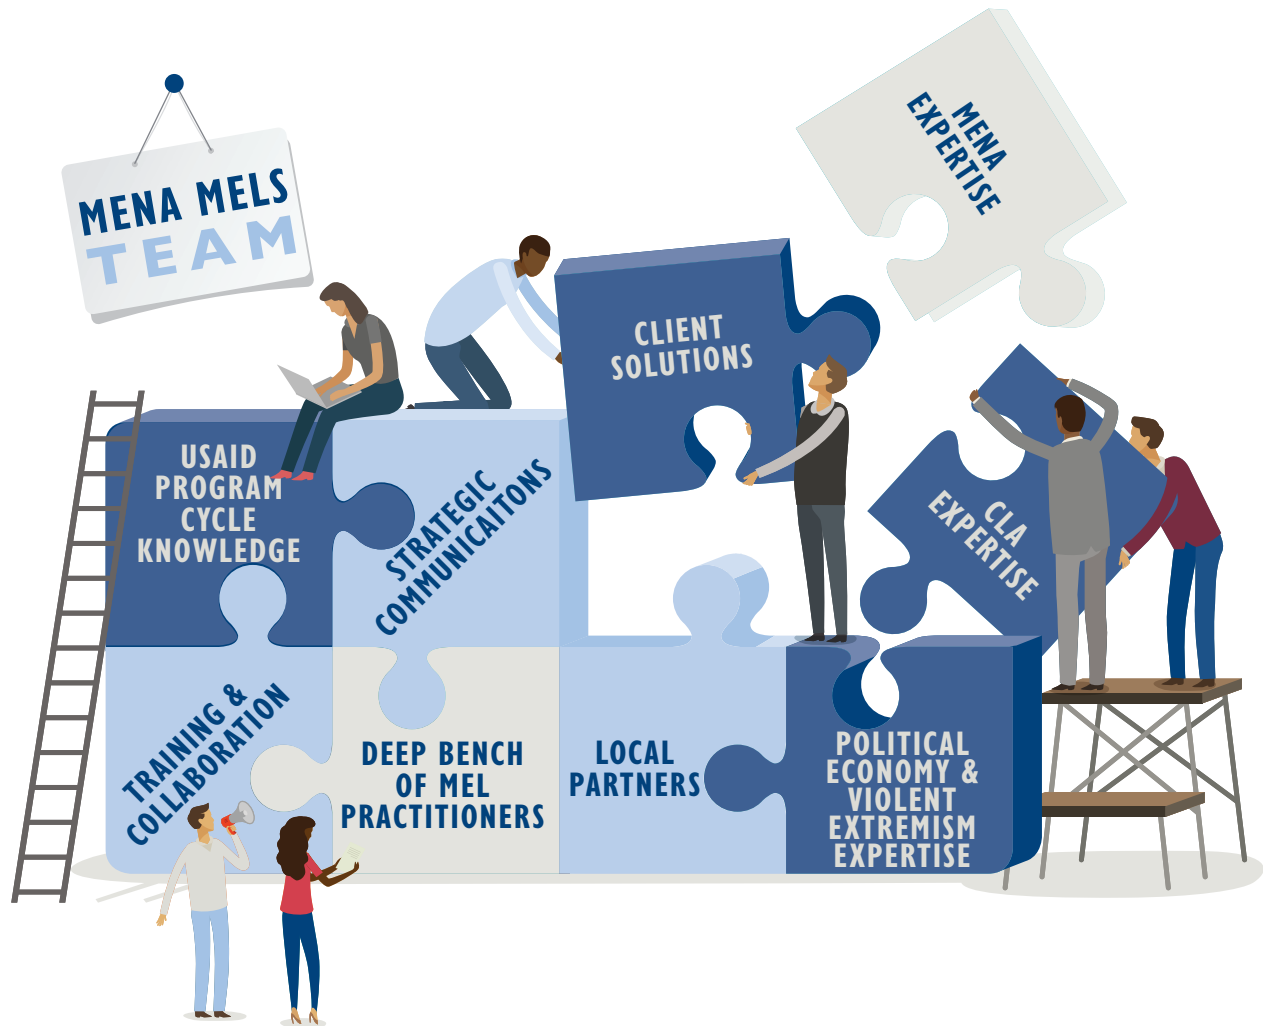 MENA MELS
TEAM
MENA
EXPERTISE
CLIENT
SOLUTIONS
USAID
PROGRAM
CYCLE
KNOWLEDGE
STRATEGIC
COMMUNICAITONS
CLA
EXPERTISE
TRAINING &
COLLABORATION
DEEP BENCH
OF MEL
PRACTITIONERS
LOCAL
PARTNERS
POLITICAL
ECONOMY &
VIOLENT
EXTREMISM
EXPERTISE